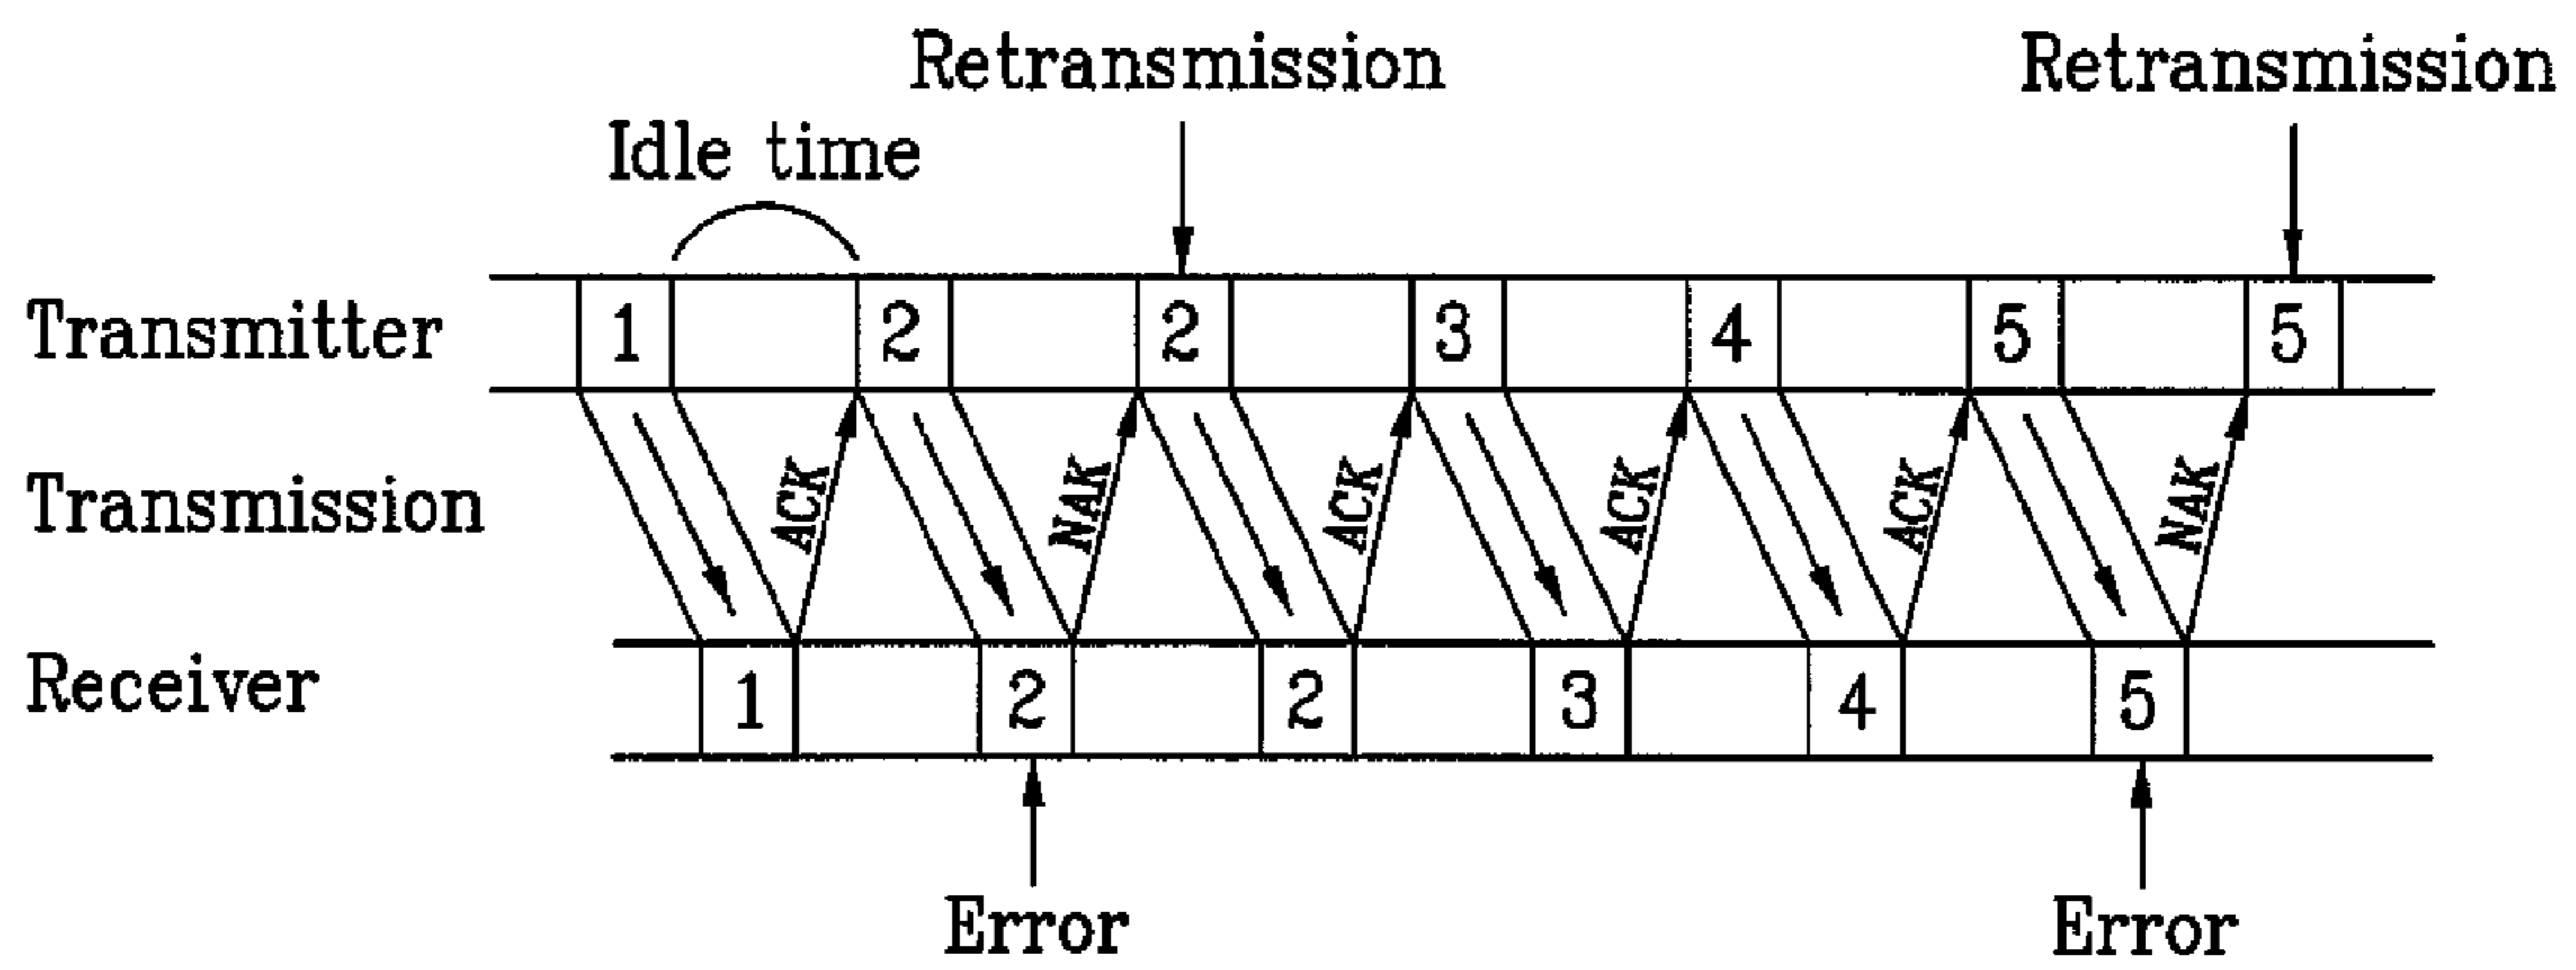 Retransmission Retransmission
Idle time
Transmitter 1 2 2 3 4 5 5
Transmission ACK NAK ACK ACK ACK NAK
Receiver 1 2 2 3 4 5
Error Error